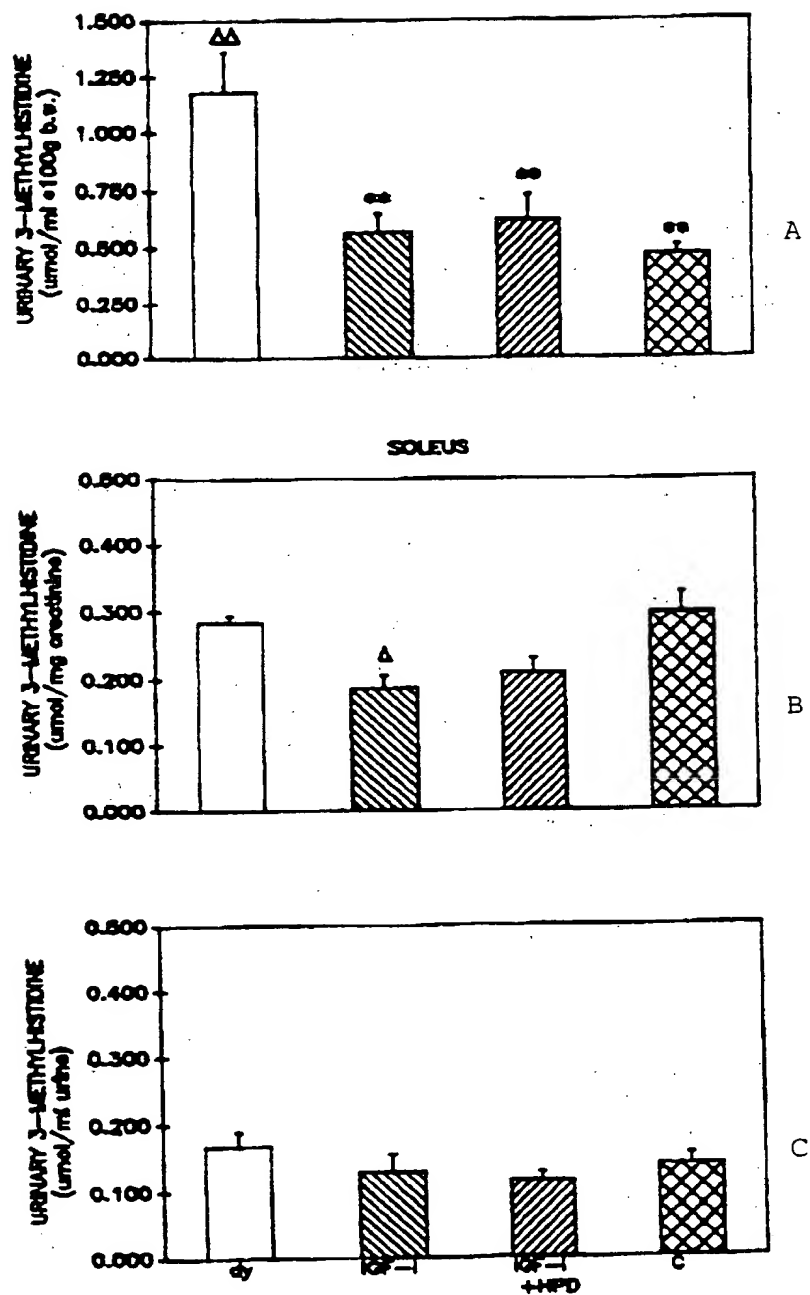 ΔΔ
1.500
1.250
1.000
0.750
0.500
0.250
0.000
URINARY 3-METHYLHISTIDINE
(umol/ml *100g b.w.)
**
**
**
A
SOLEUS
0.500
0.400
0.300
0.200
0.100
0.000
URINARY 3-METHYLHISTIDINE
(umol/mg creatinine)
Δ
B
0.500
0.400
0.300
0.200
0.100
0.000
URINARY 3-METHYLHISTIDINE
(umol/ml urine)
C
dy
IGF-I
IGF-I
+HPD
C